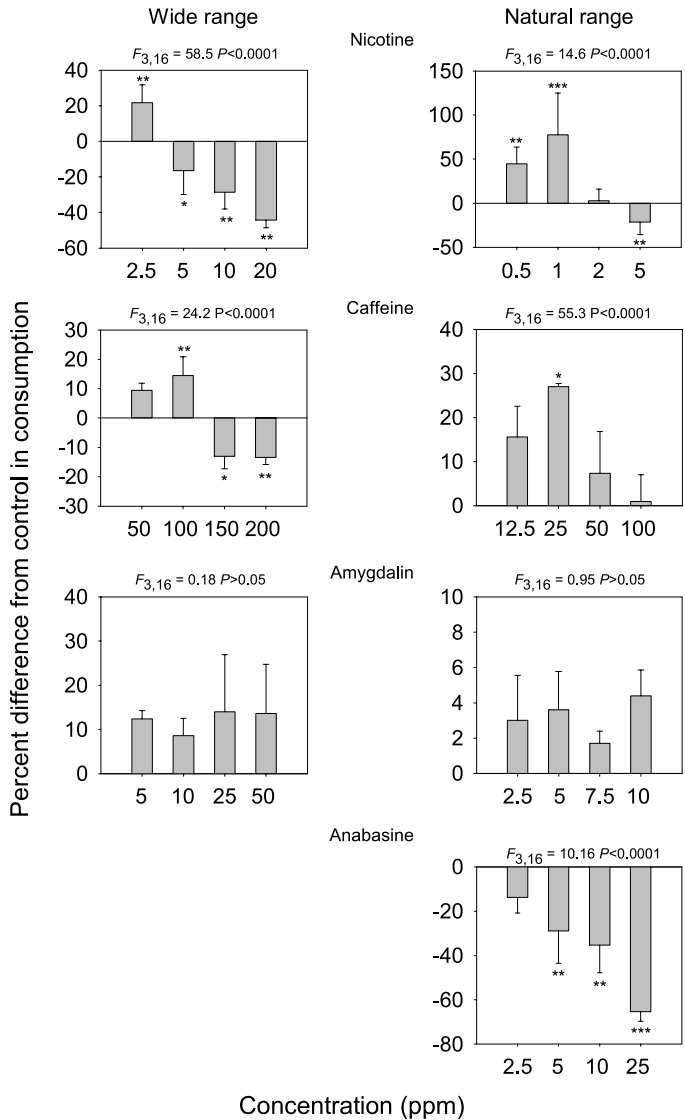 Wide range
Natural range
Nicotine
F3,16 = 58.5 P<0.0001
F3,16 = 14.6 P<0.0001
40
20
0
-20
-40
-60
**
*
**
**
2.5 5 10 20
150
100
50
0
-50
**
***
**
0.5 1 2 5
Caffeine
F3,16 = 24.2 P<0.0001
F3,16 = 55.3 P<0.0001
30
20
10
0
-10
-20
-30
**
*
**
50 100 150 200
40
30
20
10
0
*
12.5 25 50 100
Amygdalin
F3,16 = 0.18 P>0.05
F3,16 = 0.95 P>0.05
40
30
20
10
0
5 10 25 50
10
8
6
4
2
0
2.5 5 7.5 10
Anabasine
F3,16 = 10.16 P<0.0001
0
-20
-40
-60
-80
**
**
***
2.5 5 10 25
Percent difference from control in consumption
Concentration (ppm)